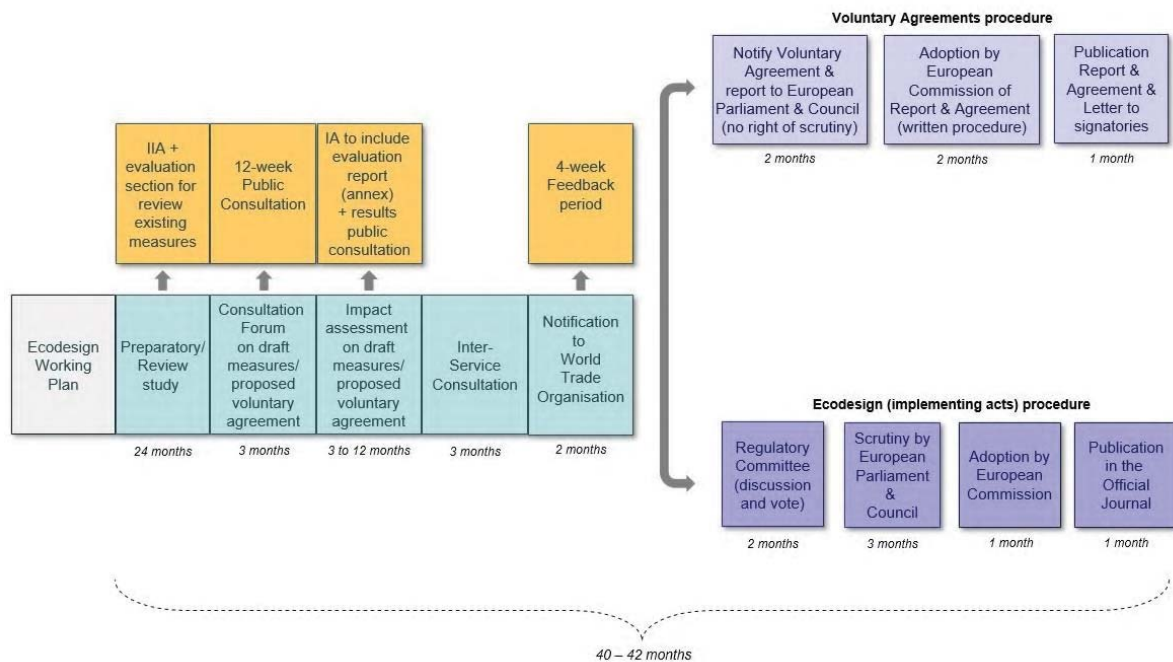 Voluntary Agreements procedure
Notify Voluntary
Agreement &
report to European
Parliament & Council
(no right of scrutiny)
2 months
Adoption by
European
Commission of
Report & Agreement
(written procedure)
2 months
Publication
Report &
Agreement &
Letter to
signatories
1 month
IIA +
evaluation
section for
review
existing
measures
12-week
Public
Consultation
IA to include
evaluation
report
(annex)
+ results
public
consultation
4-week
Feedback
period
Ecodesign
Working
Plan
Preparatory/
Review
study
24 months
Consultation
Forum
on draft
measures/
proposed
voluntary
agreement
3 months
Impact
assessment
on draft
measures/
proposed
voluntary
agreement
3 to 12 months
Inter-
Service
Consultation
3 months
Notification
to
World
Trade
Organisation
2 months
Ecodesign (implementing acts) procedure
Regulatory
Committee
(discussion
and vote)
2 months
Scrutiny by
European
Parliament
&
Council
3 months
Adoption by
European
Commission
1 month
Publication
in the
Official
Journal
1 month
40 – 42 months